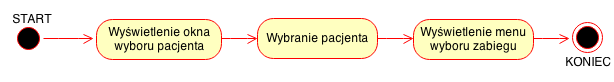 START
Wyświetlenie okna
wyboru pacjenta
Wybranie pacjenta
Wyświetlenie menu
wyboru zabiegu
KONIEC